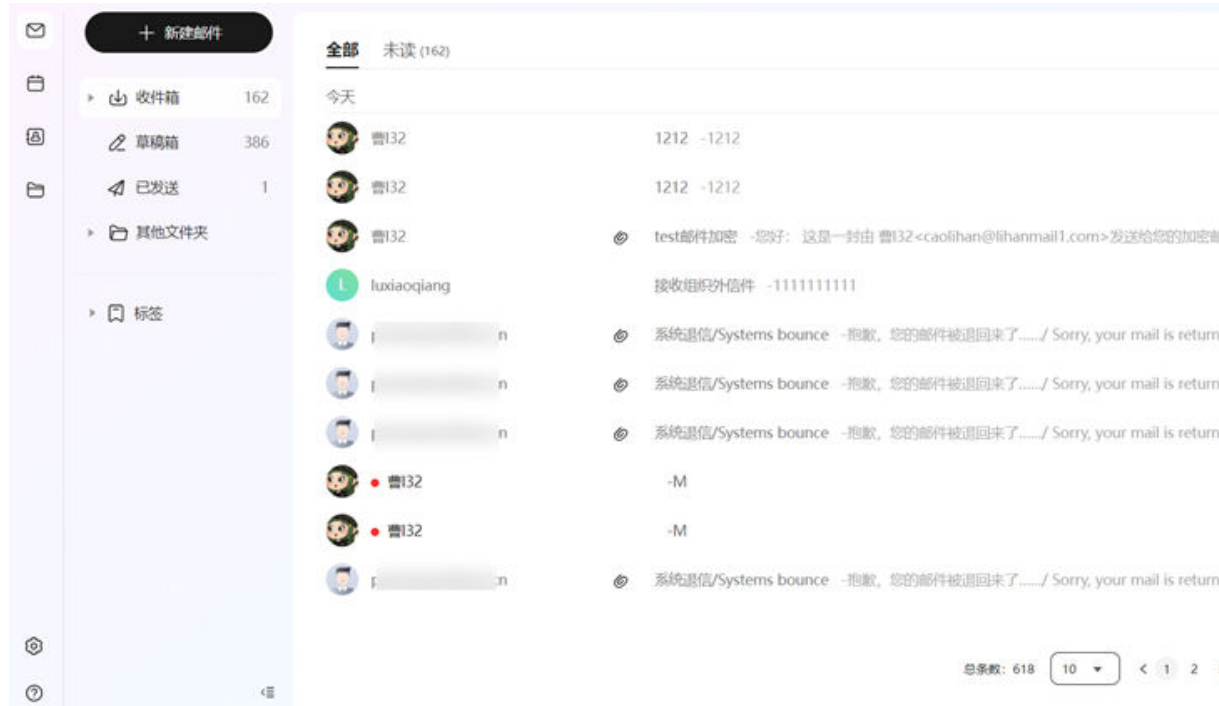 新建邮件
收件箱 162
草稿箱 386
已发送 1
其他文件夹
标签
全部 未读 (162)
今天
曹l32 1212 -1212
曹l32 1212 -1212
曹l32 test邮件加密 -您好： 这是一封由 曹l32<caolihan@lihanmail1.com>发送给您的加密
L luxiaoqiang 接收组织外信件 -1111111111
n 系统退信/Systems bounce -抱歉，您的邮件被退回来了....../ Sorry, your mail is return
n 系统退信/Systems bounce -抱歉，您的邮件被退回来了....../ Sorry, your mail is return
n 系统退信/Systems bounce -抱歉，您的邮件被退回来了....../ Sorry, your mail is return
曹l32 -M
曹l32 -M
:n 系统退信/Systems bounce -抱歉，您的邮件被退回来了....../ Sorry, your mail is return
总条数: 618 10 < 1 2